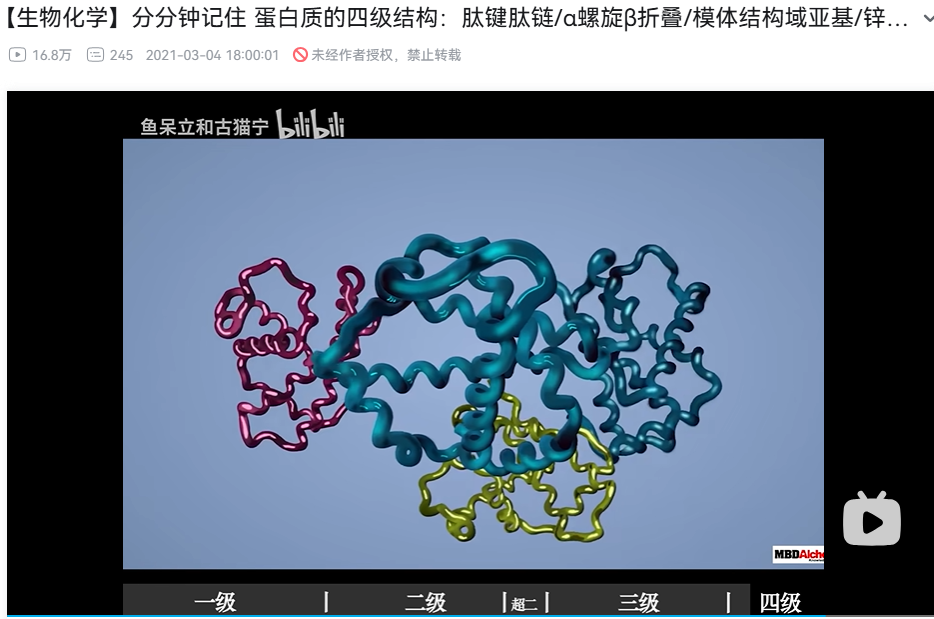 【生物化学】分分钟记住 蛋白质的四级结构：肽键肽链/α螺旋β折叠/模体结构域亚基/锌...
16.8万 245 2021-03-04 18:00:01 未经作者授权，禁止转载
鱼呆立和古猫宁 bilibili
MBDAlche
一级 | 二级 | 超二 | 三级 | 四级